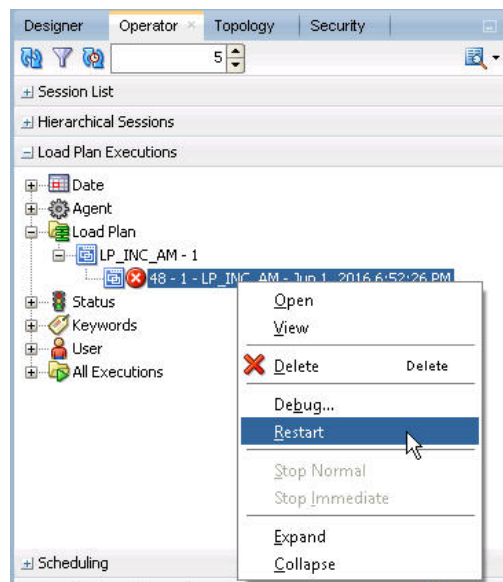 Designer Operator Topology Security
5
Session List
Hierarchical Sessions
Load Plan Executions
Date
Agent
Load Plan
LP_INC_AM - 1
48 - 1 - LP_INC_AM - Jun 1, 2016 6:52:26 PM
Status
Keywords
User
All Executions
Open
View
Delete Delete
Debug...
Restart
Stop Normal
Stop Immediate
Expand
Collapse
Scheduling